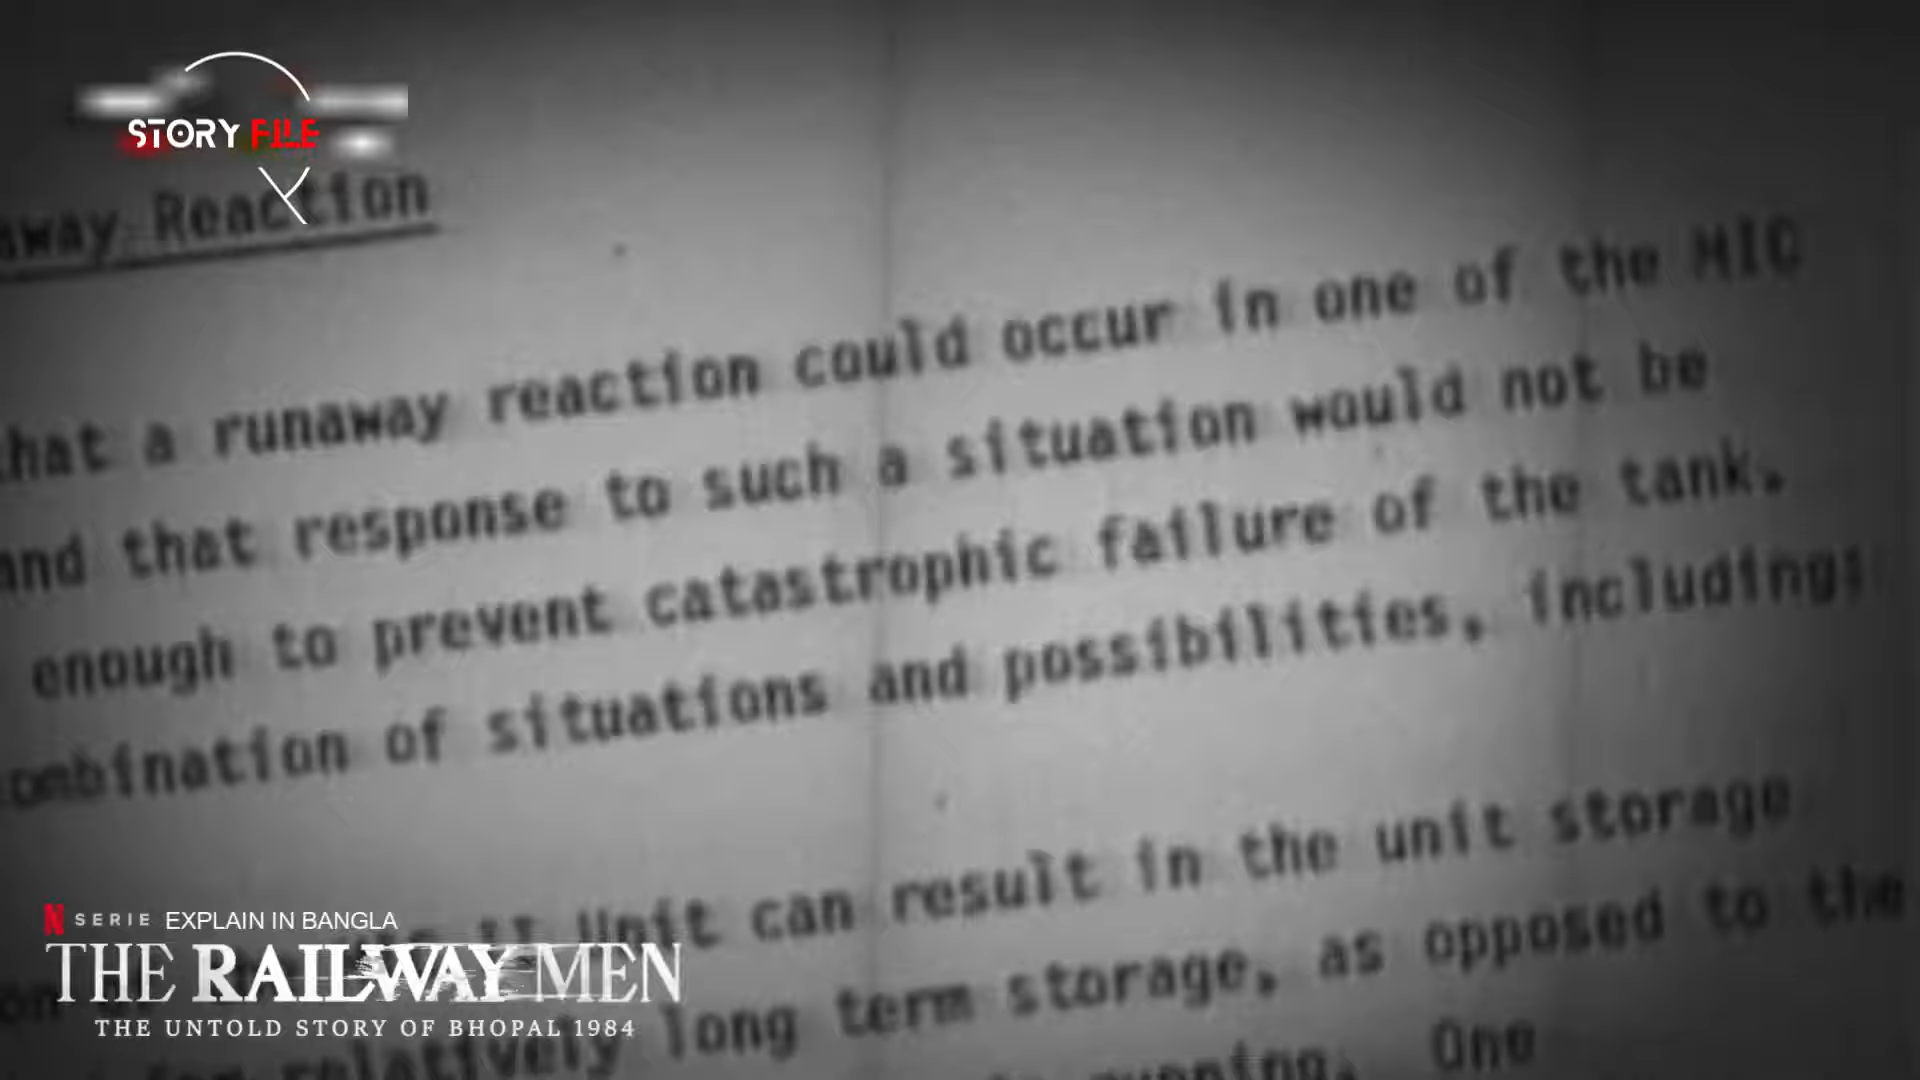 STORY FILE
away Reaction
that a runaway reaction could occur in one of the MIC
and that response to such a situation would not be
enough to prevent catastrophic failure of the tank.
ombination of situations and possibilities, including:
Unit can result in the unit storage
relatively long term storage, as opposed to the
running. One
N SERIE EXPLAIN IN BANGLA
THE RAILWAY MEN
THE UNTOLD STORY OF BHOPAL 1984